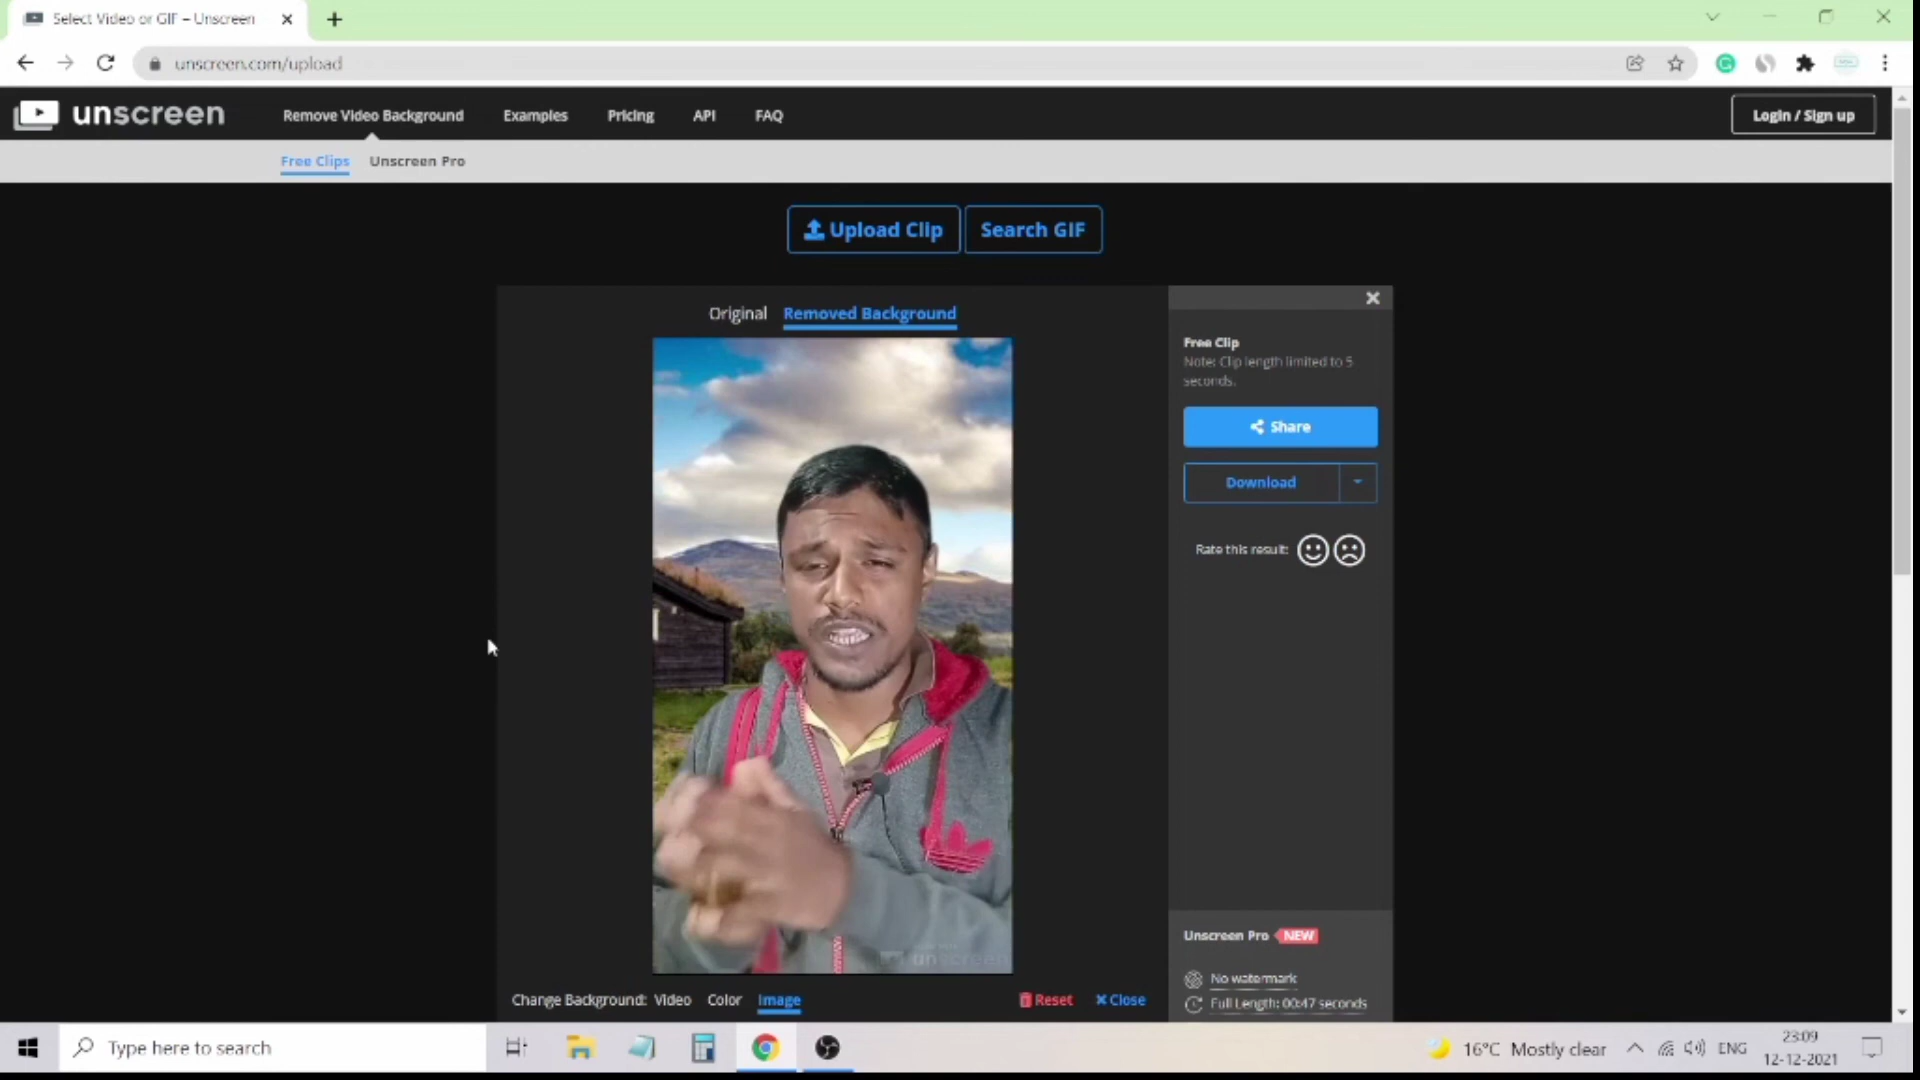 Select Video or GIF – Unscreen
unscreen.com/upload
unscreen
Remove Video Background
Examples
Pricing
API
FAQ
Login / Sign up
Free Clips
Unscreen Pro
Upload Clip
Search GIF
Original
Removed Background
Free Clip
Note: Clip length limited to 5
seconds.
Share
Download
Rate this result:
unscreen
Unscreen Pro NEW
No watermark
Full Length: 00:47 seconds
Change Background: Video Color Image
Reset
Close
Type here to search
16°C Mostly clear
ENG
23:09
12-12-2021